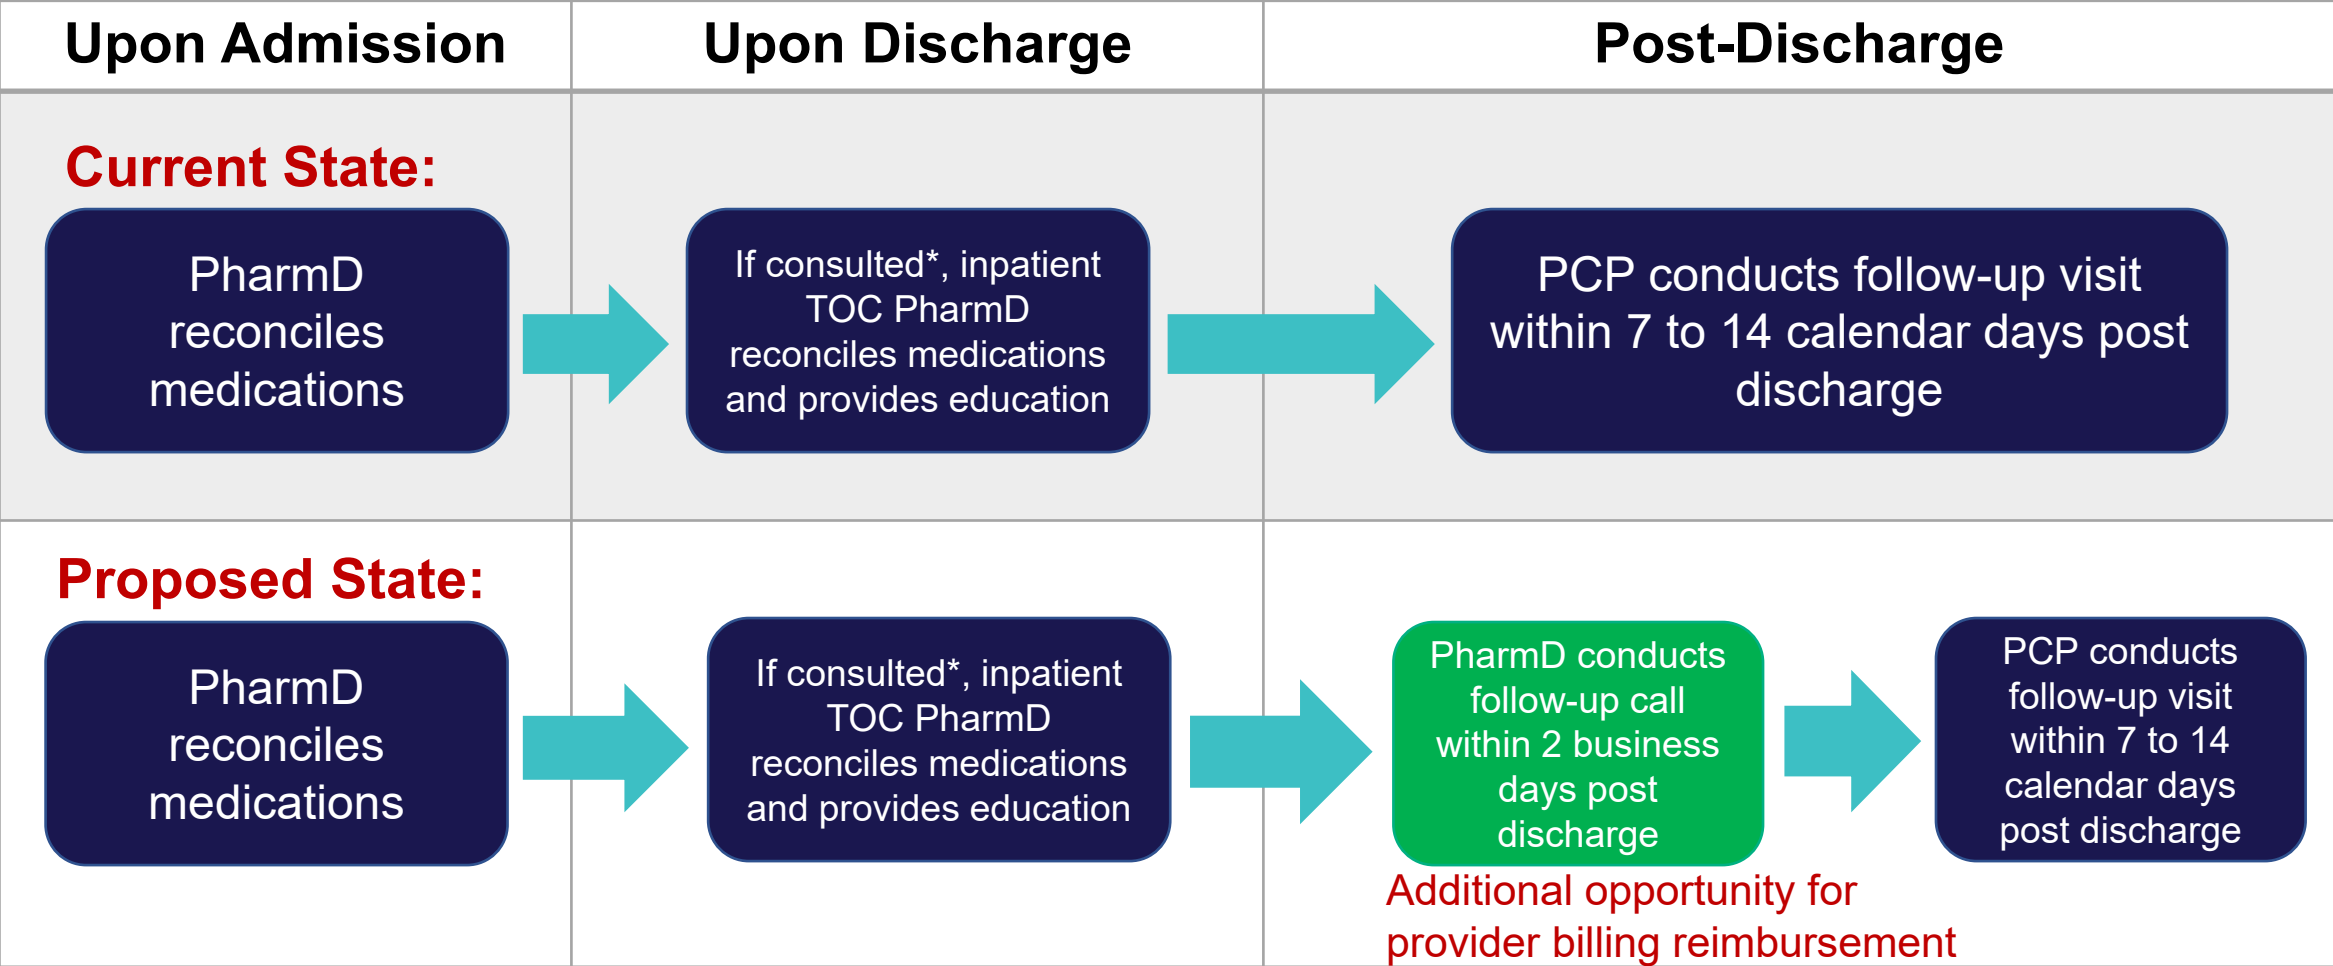 Upon Admission
Upon Discharge
Post-Discharge
Current State:
PharmD
reconciles
medications
If consulted*, inpatient
TOC PharmD
reconciles medications
and provides education
PCP conducts follow-up visit
within 7 to 14 calendar days post
discharge
Proposed State:
PharmD
reconciles
medications
If consulted*, inpatient
TOC PharmD
reconciles medications
and provides education
PharmD conducts
follow-up call
within 2 business
days post
discharge
Additional opportunity for
provider billing reimbursement
PCP conducts
follow-up visit
within 7 to 14
calendar days
post discharge